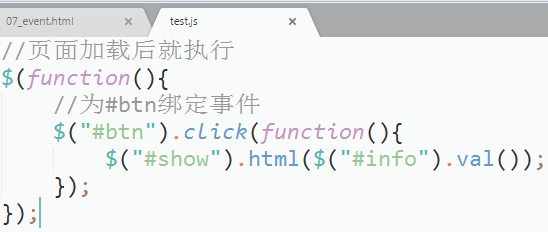 07_event.html × test.js ×
//页面加载后就执行
$(function(){
    //为#btn绑定事件
    $("#btn").click(function(){
        $("#show").html($("#info").val());
    });
});